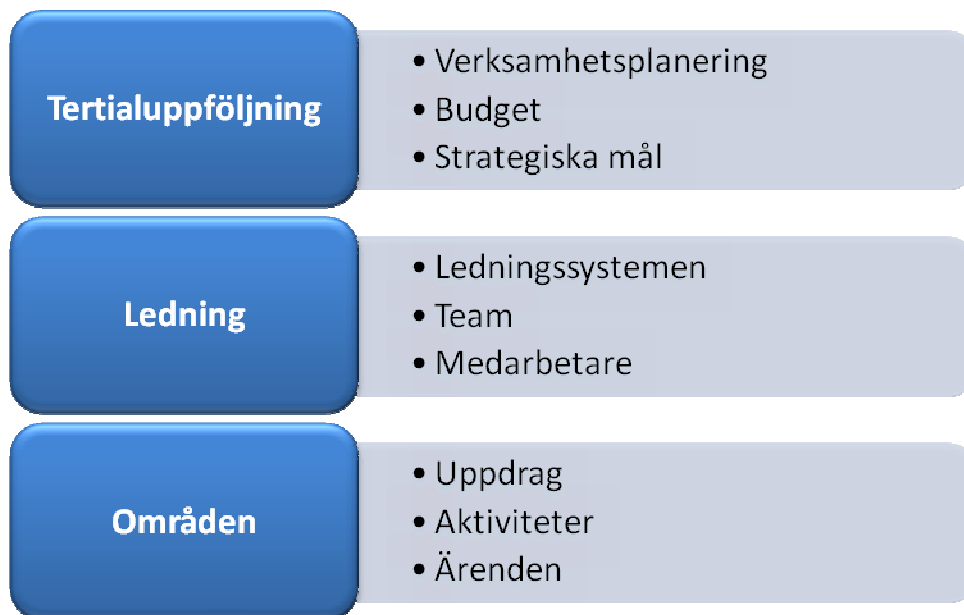 Tertialuppföljning
• Verksamhetsplanering
• Budget
• Strategiska mål
Ledning
• Ledningssystemen
• Team
• Medarbetare
Områden
• Uppdrag
• Aktiviteter
• Ärenden